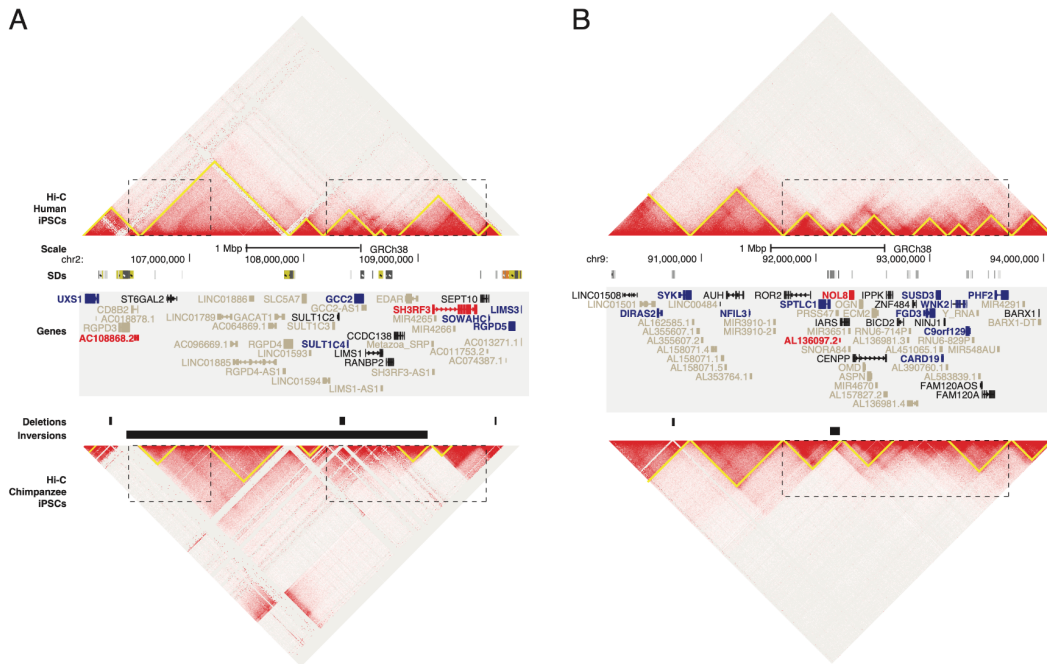 A
B
Hi-C
Human
iPSCs
Scale
1 Mbp
GRCh38
chr2:
107,000,000
108,000,000
109,000,000
SDs
UXS1
ST6GAL2
LINC01886
SLC5A7
GCC2
EDAR
SEPT10
CD8B2
GCC2-AS1
SH3RF3
LIMS3
AC018878.1
LINC01789
GACAT1
SULT1C2
MIR4265
SOWAHC
RGPD3
AC064869.1
SULT1C3
MIR4266
RGPD5
Genes
AC108868.2
CCDC138
Metazoa_SRP
AC013271.1
AC096669.1
RGPD4
SULT1C4
LIMS1
AC011753.2
LINC01593
RANBP2
AC074387.1
LINC01885
RGPD4-AS1
SH3RF3-AS1
LINC01594
LIMS1-AS1
Deletions
Inversions
Hi-C
Chimpanzee
iPSCs
1 Mbp
GRCh38
chr9:
91,000,000
92,000,000
93,000,000
94,000,000
LINC01508
SYK
AUH
ROR2
NOL8
IPPK
SUSD3
PHF2
LINC01501
LINC00484
SPTLC1
OGN
ZNF484
WNK2
MIR4291
DIRAS2
NFIL3
PRSS47
ECM2
FGD3
Y_RNA
BARX1
AL162585.1
MIR3910-1
IARS
BICD2
NINJ1
BARX1-DT
AL355607.1
MIR3910-2
MIR3651
RNU6-714P
C9orf129
AL355607.2
AL136097.2
AL136981.3
RNU6-829P
AL158071.4
SNORA84
AL451065.1
MIR548AU
AL158071.5
CENPP
CARD19
AL158071.1
OMD
AL390760.1
AL353764.1
ASPN
AL583839.1
MIR4670
FAM120AOS
AL157827.2
FAM120A
AL136981.4